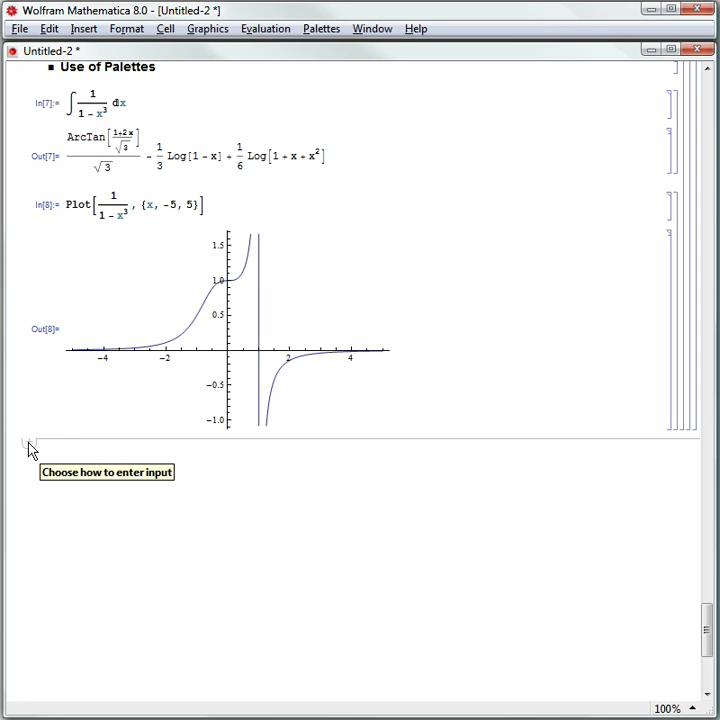 Wolfram Mathematica 8.0 - [Untitled-2 *]
File Edit Insert Format Cell Graphics Evaluation Palettes Window Help
Untitled-2 *
▪ Use of Palettes
In[7]:= ∫ 1/(1 - x³) ⅆx
Out[7]= ArcTan[(1+2 x)/√3]/√3 - 1/3 Log[1 - x] + 1/6 Log[1 + x + x²]
In[8]:= Plot[1/(1 - x³), {x, -5, 5}]
Out[8]=
1.5
1.0
0.5
-4 -2 2 4
-0.5
-1.0
Choose how to enter input
100%